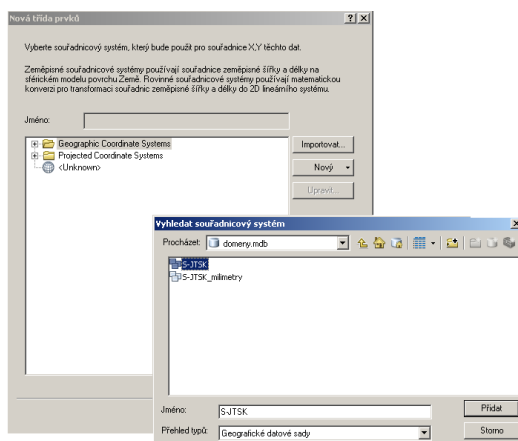 Nová třída prvků
Vyberte souřadnicový systém, který bude použit pro souřadnice X,Y těchto dat.
Zeměpisné souřadnicové systémy používají souřadnice zeměpisné šířky a délky na
sférickém modelu povrchu Země. Rovinné souřadnicové systémy používají matematickou
konverzi pro transformaci souřadnic zeměpisné šířky a délky do 2D lineárního systému.
Jméno:
Geographic Coordinate Systems
Projected Coordinate Systems
<Unknown>
Importovat...
Nový
Upravit...
Vyhledat souřadnicový systém
Procházet: domeny.mdb
S-JTSK
S-JTSK_milimetry
Jméno: S-JTSK
Přidat
Přehled typů: Geografické datové sady
Storno